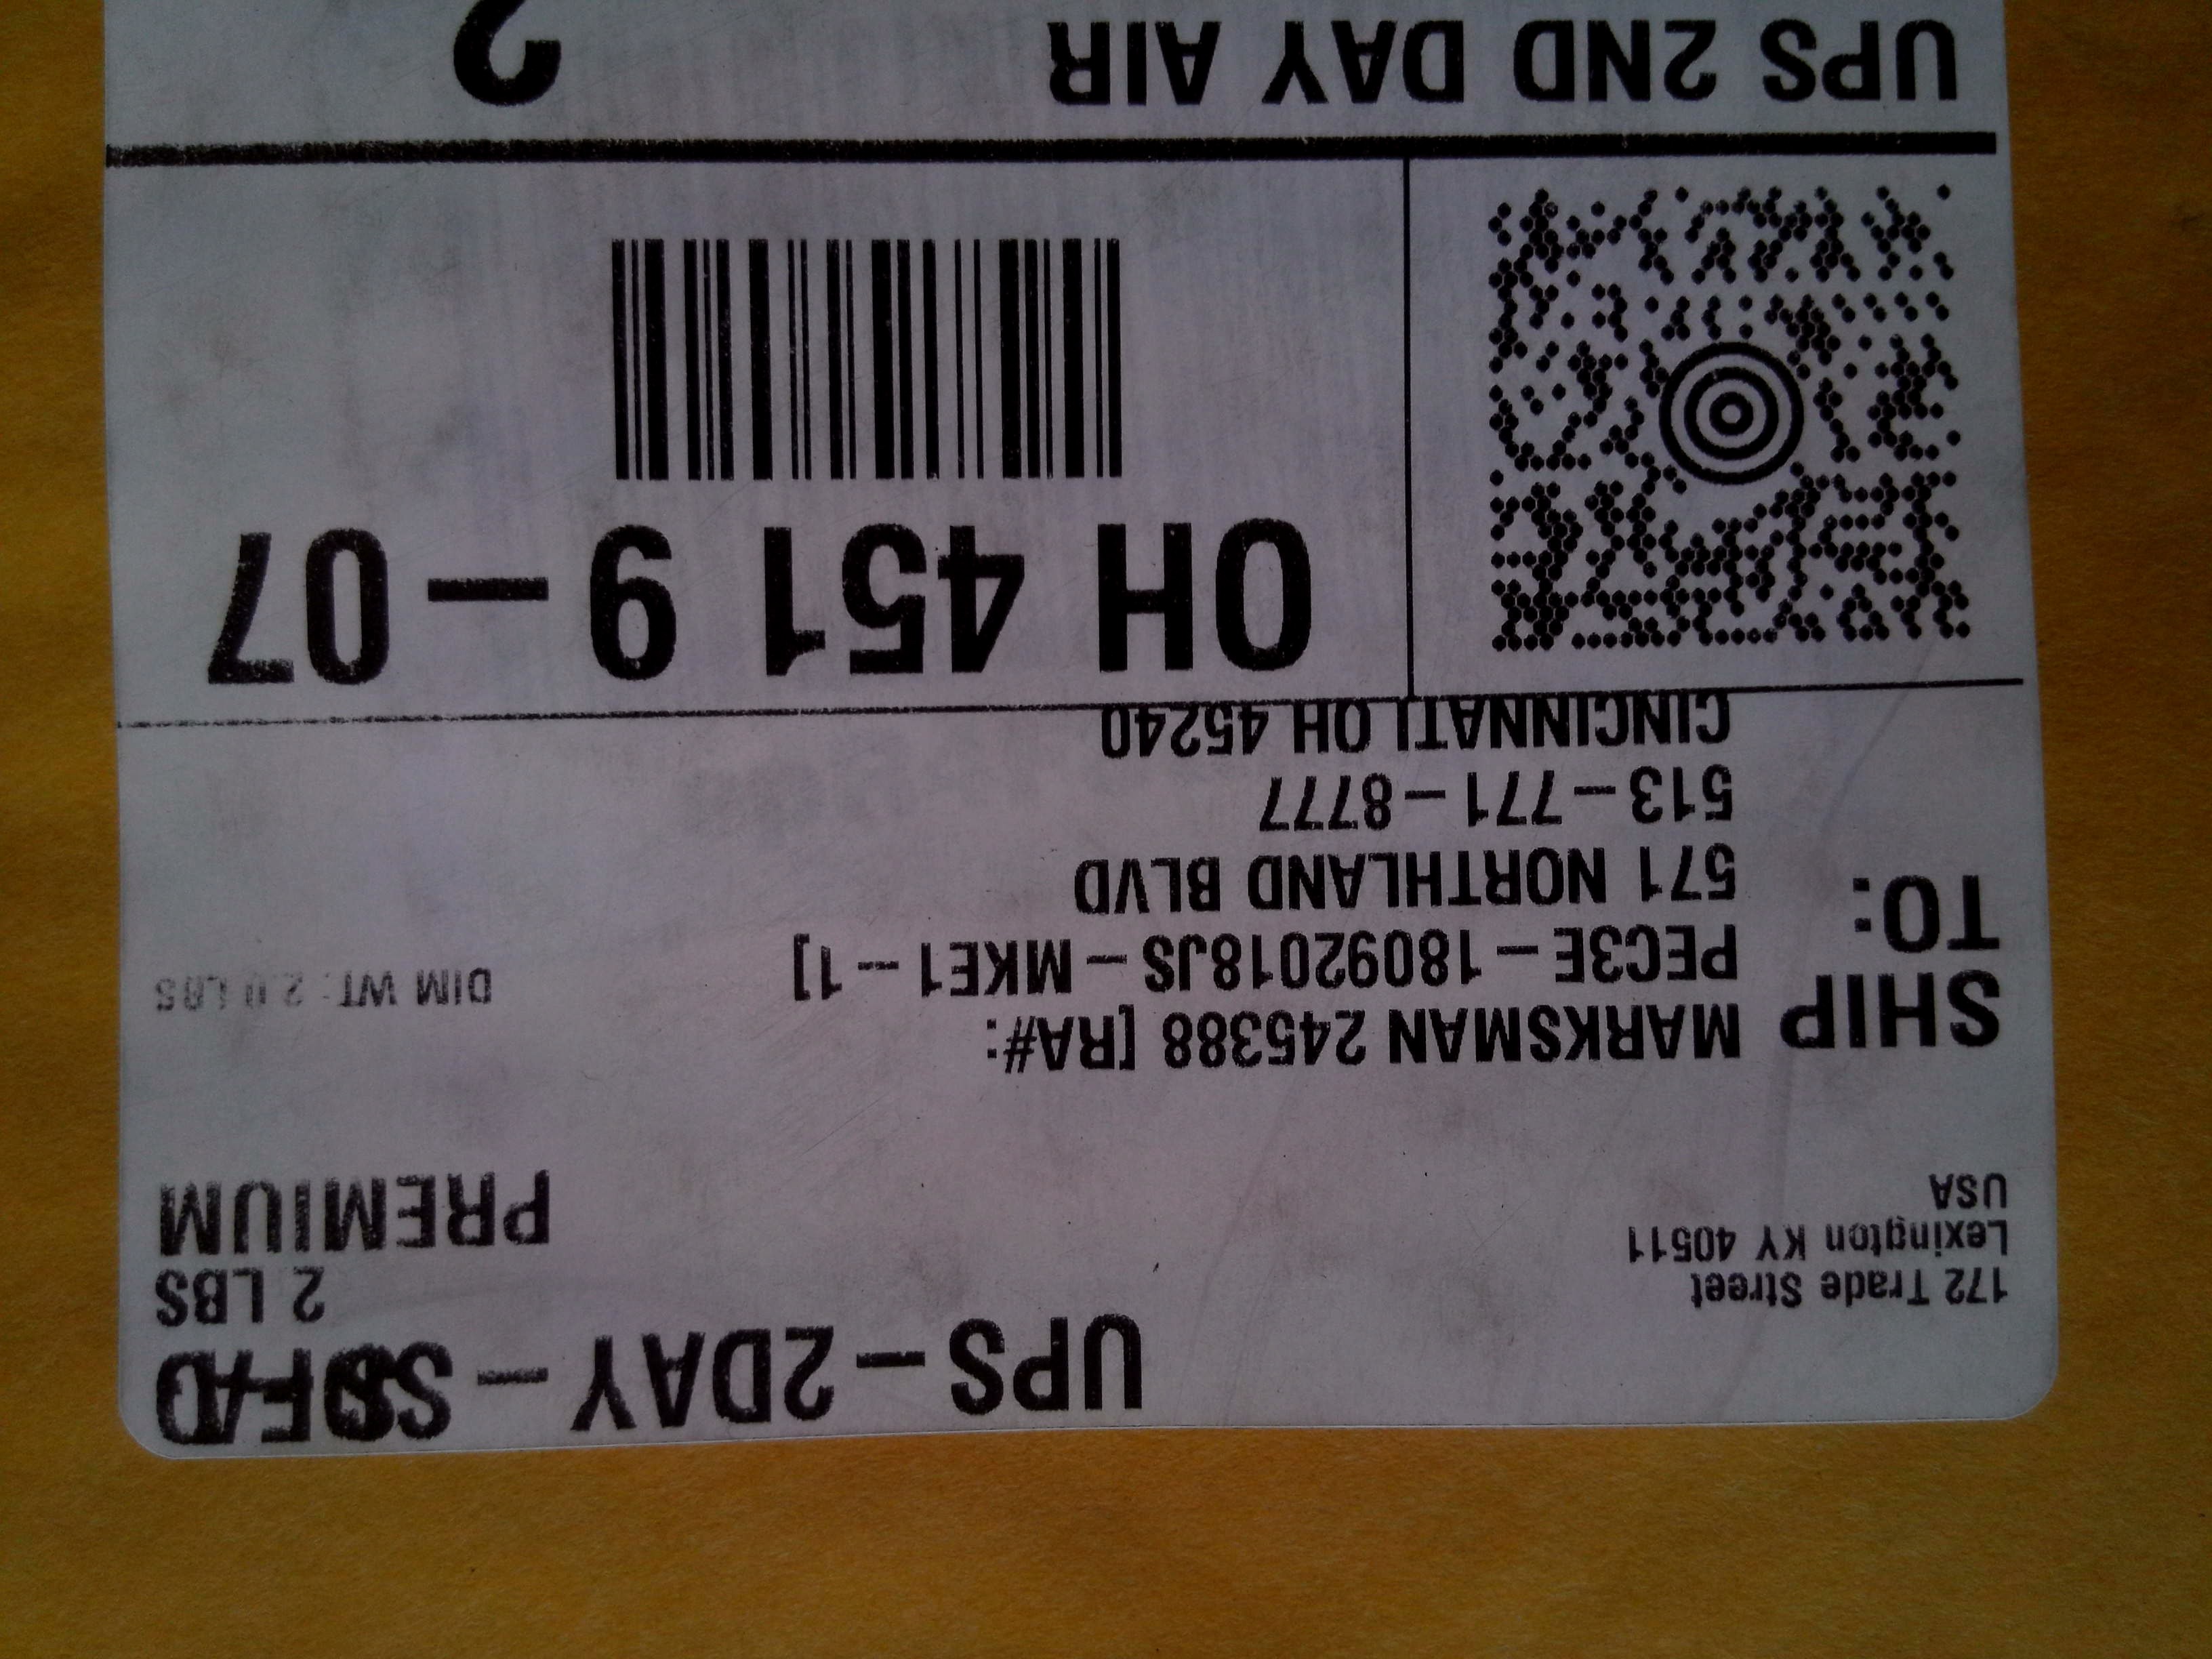 UPS-2DAY-
172 Trade Street
2 LBS
Lexington KY 40511
PREMIUM
USA
SHIP
TO:
MARKSMAN 245388 [RA#:
DIM WT: 2.0 LBS
PEC3E-18092018JS-MKE1--1]
571 NORTHLAND BLVD
513-771-8777
CINCINNATI OH 45240
OH 451 9-07
UPS 2ND DAY AIR
2